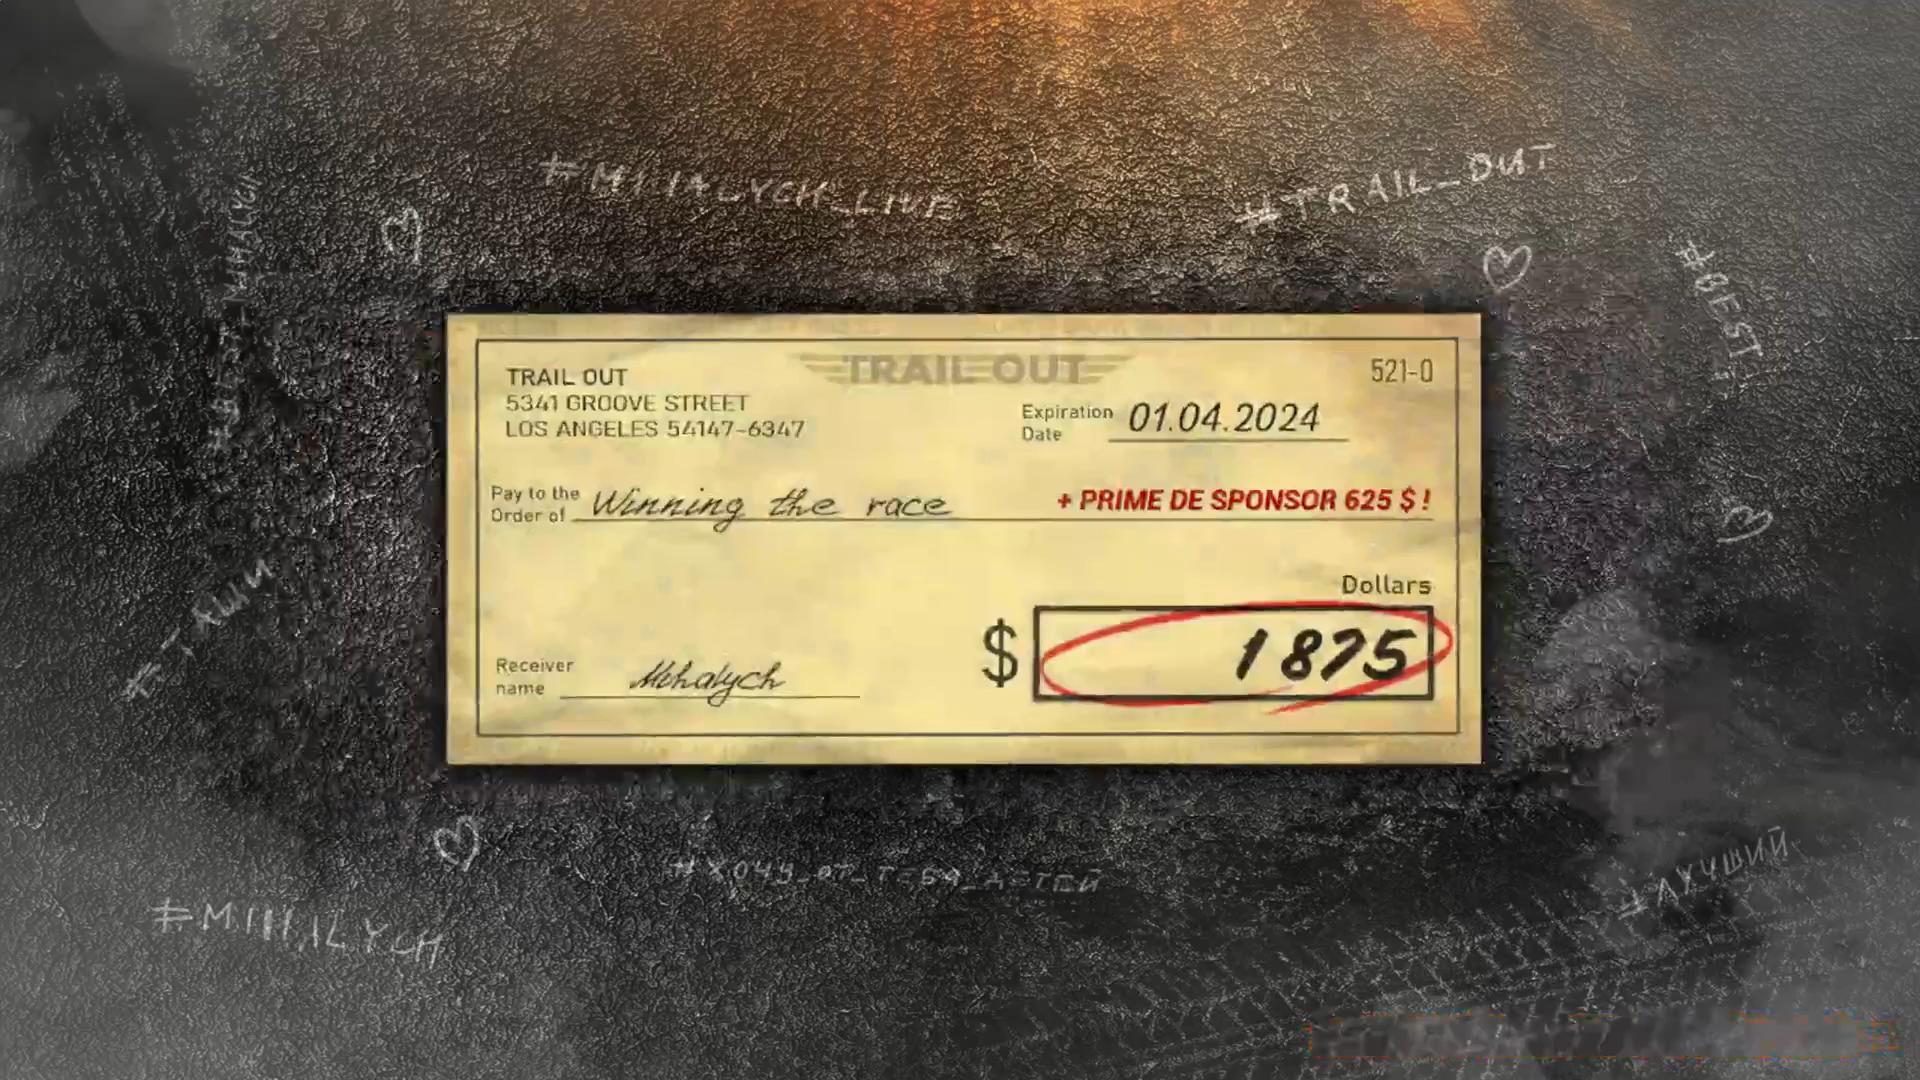 #MIHALYCH_LIVE
#TRAIL_OUT
#BEST
TRAIL OUT
521-0
TRAIL OUT
5341 GROOVE STREET
LOS ANGELES 54147-6347
Expiration Date 01.04.2024
Pay to the Order of Winning the race
+ PRIME DE SPONSOR 625 $ !
Dollars
$ 1875
Receiver name Mihalych
#ХОЧУ_ОТ_ТЕБЯ_ДЕТЕЙ
#ЛУЧШИЙ
#MIHALYCH